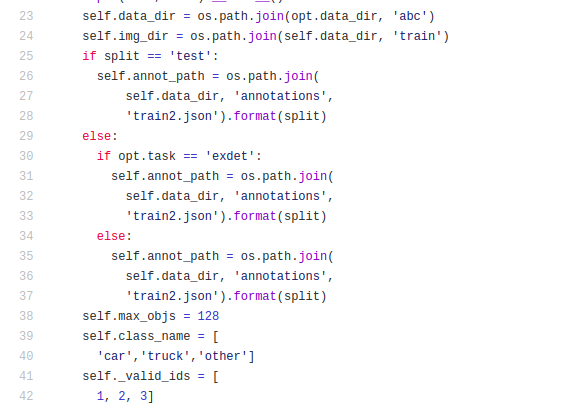 23 self.data_dir = os.path.join(opt.data_dir, 'abc')
24 self.img_dir = os.path.join(self.data_dir, 'train')
25 if split == 'test':
26 self.annot_path = os.path.join(
27 self.data_dir, 'annotations',
28 'train2.json').format(split)
29 else:
30 if opt.task == 'exdet':
31 self.annot_path = os.path.join(
32 self.data_dir, 'annotations',
33 'train2.json').format(split)
34 else:
35 self.annot_path = os.path.join(
36 self.data_dir, 'annotations',
37 'train2.json').format(split)
38 self.max_objs = 128
39 self.class_name = [
40 'car','truck','other']
41 self._valid_ids = [
42 1, 2, 3]